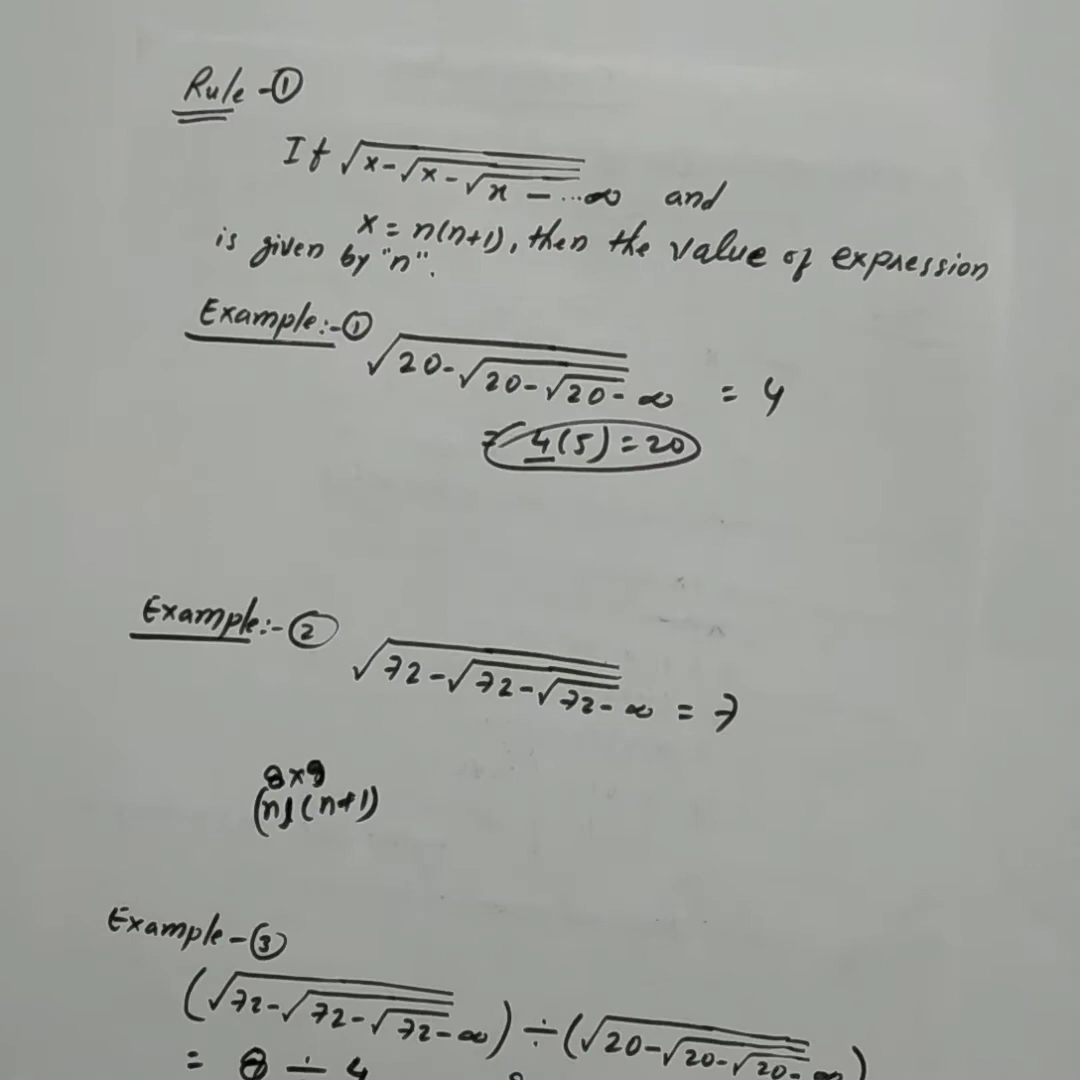 Rule-①
If √x-√x-√x-...∞ and
x = n(n+1), then the value of expression
is given by "n".
Example:-①
√20-√20-√20-∞ = 4
4(5)=20
Example:-②
√72-√72-√72-∞ = 7
8x9
(n)(n+1)
Example-③
(√72-√72-√72-∞)÷(√20-√20-√20-∞)
= 8 ÷ 4